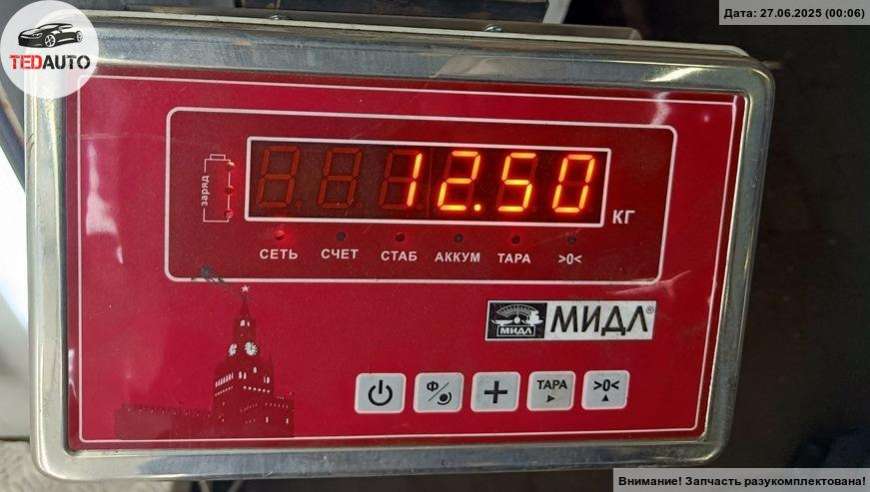 Дата: 27.06.2025 (00:06)
TEDAUTO
заряд
12.50
КГ
СЕТЬ СЧЕТ СТАБ АККУМ ТАРА >0<
МИДЛ МИДЛ®
Ф ТАРА >0<
Внимание! Запчасть разукомплектована!